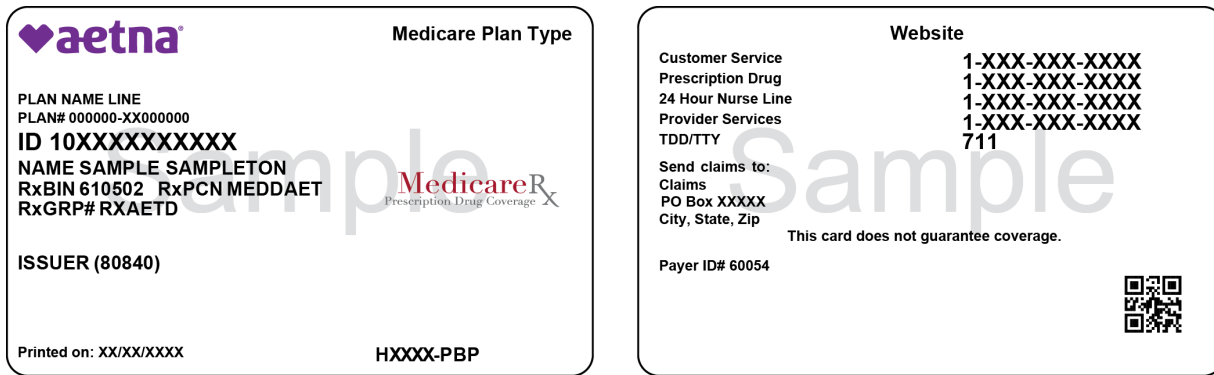 aetna®
Medicare Plan Type
PLAN NAME LINE
PLAN# 000000-XX000000
ID 10XXXXXXXXXX
NAME SAMPLE SAMPLETON
RxBIN 610502 RxPCN MEDDAET
RxGRP# RXAETD
MedicareRx
Prescription Drug Coverage
ISSUER (80840)
Printed on: XX/XX/XXXX
HXXXX-PBP
Sample
Website
Customer Service 1-XXX-XXX-XXXX
Prescription Drug 1-XXX-XXX-XXXX
24 Hour Nurse Line 1-XXX-XXX-XXXX
Provider Services 1-XXX-XXX-XXXX
TDD/TTY 711
Send claims to:
Claims
PO Box XXXXX
City, State, Zip
This card does not guarantee coverage.
Payer ID# 60054
Sample